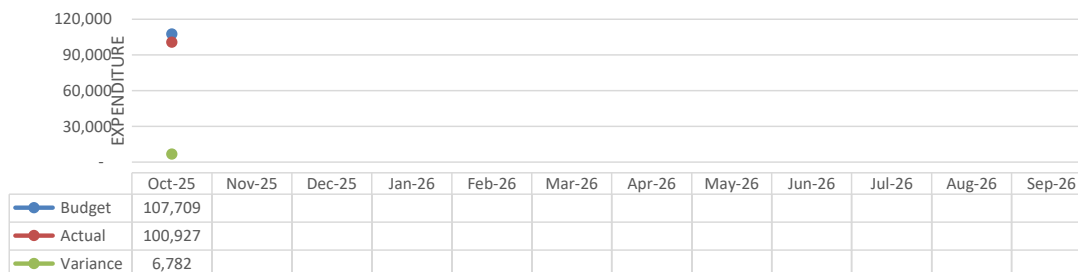 120,000
90,000
60,000
30,000
-
EXPENDITURE
Oct-25 Nov-25 Dec-25 Jan-26 Feb-26 Mar-26 Apr-26 May-26 Jun-26 Jul-26 Aug-26 Sep-26
Budget 107,709
Actual 100,927
Variance 6,782